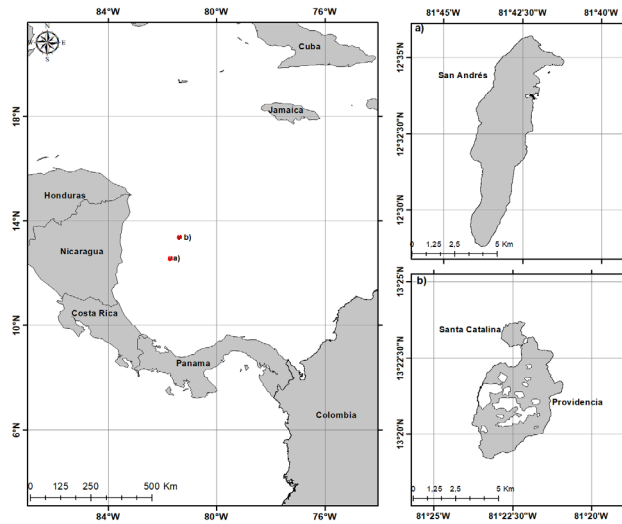 84°W 80°W 76°W
N
W E
S
Cuba
Jamaica
Honduras
Nicaragua
Costa Rica
Panama
Colombia
b)
a)
18°N
14°N
10°N
6°N
0 125 250 500 Km
84°W 80°W 76°W
81°45'W 81°42'30"W 81°40'W
a)
San Andrés
12°35'N
12°32'30"N
12°30'N
0 1,25 2,5 5 Km
b)
Santa Catalina
Providencia
13°25'N
13°22'30"N
13°20'N
0 1,25 2,5 5 Km
81°25'W 81°22'30"W 81°20'W